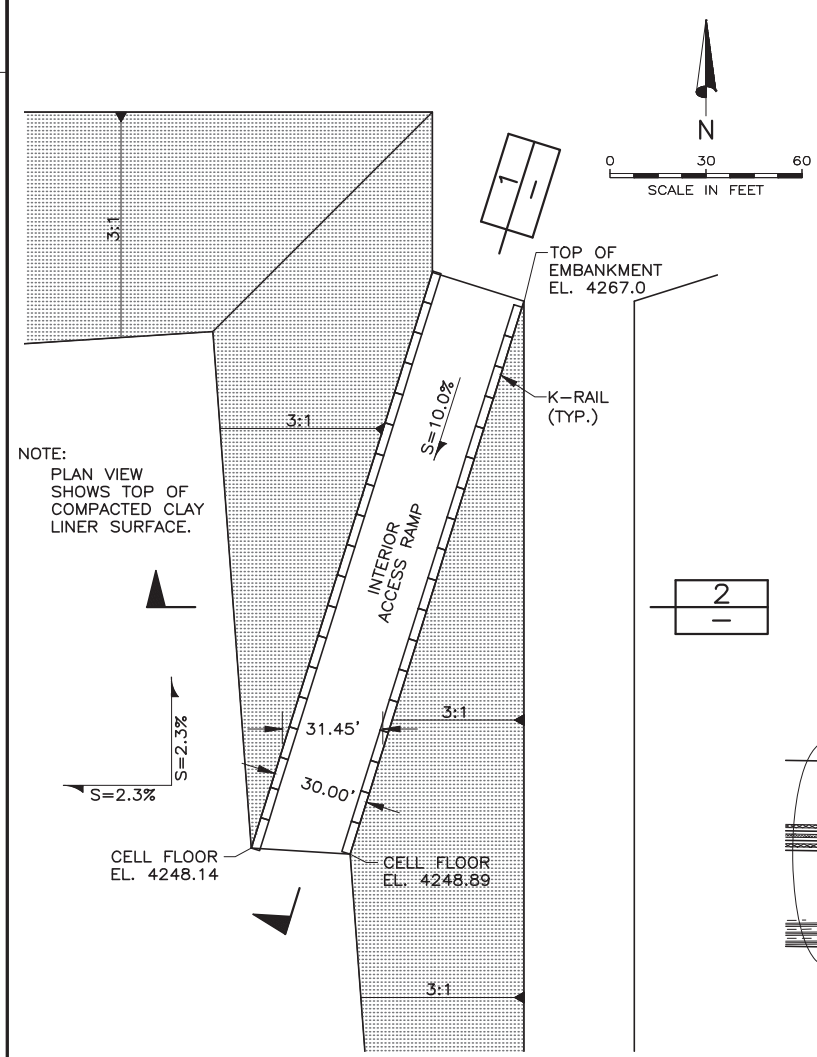 N
0 30 60
SCALE IN FEET
1
–
TOP OF
EMBANKMENT
EL. 4267.0
3:1
K–RAIL
(TYP.)
S=10.0%
3:1
NOTE:
PLAN VIEW
SHOWS TOP OF
COMPACTED CLAY
LINER SURFACE.
INTERIOR
ACCESS RAMP
2
–
S=2.3%
S=2.3%
31.45'
3:1
30.00'
CELL FLOOR
EL. 4248.14
CELL FLOOR
EL. 4248.89
3:1